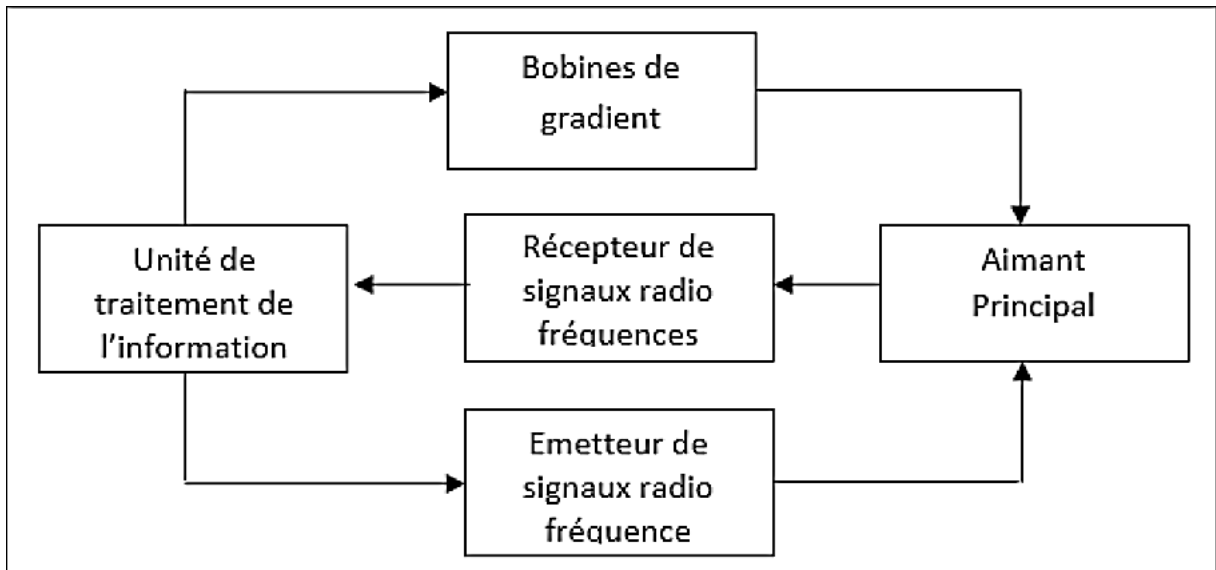 Bobines de
gradient
Unité de
traitement de
l'information
Récepteur de
signaux radio
fréquences
Aimant
Principal
Emetteur de
signaux radio
fréquence